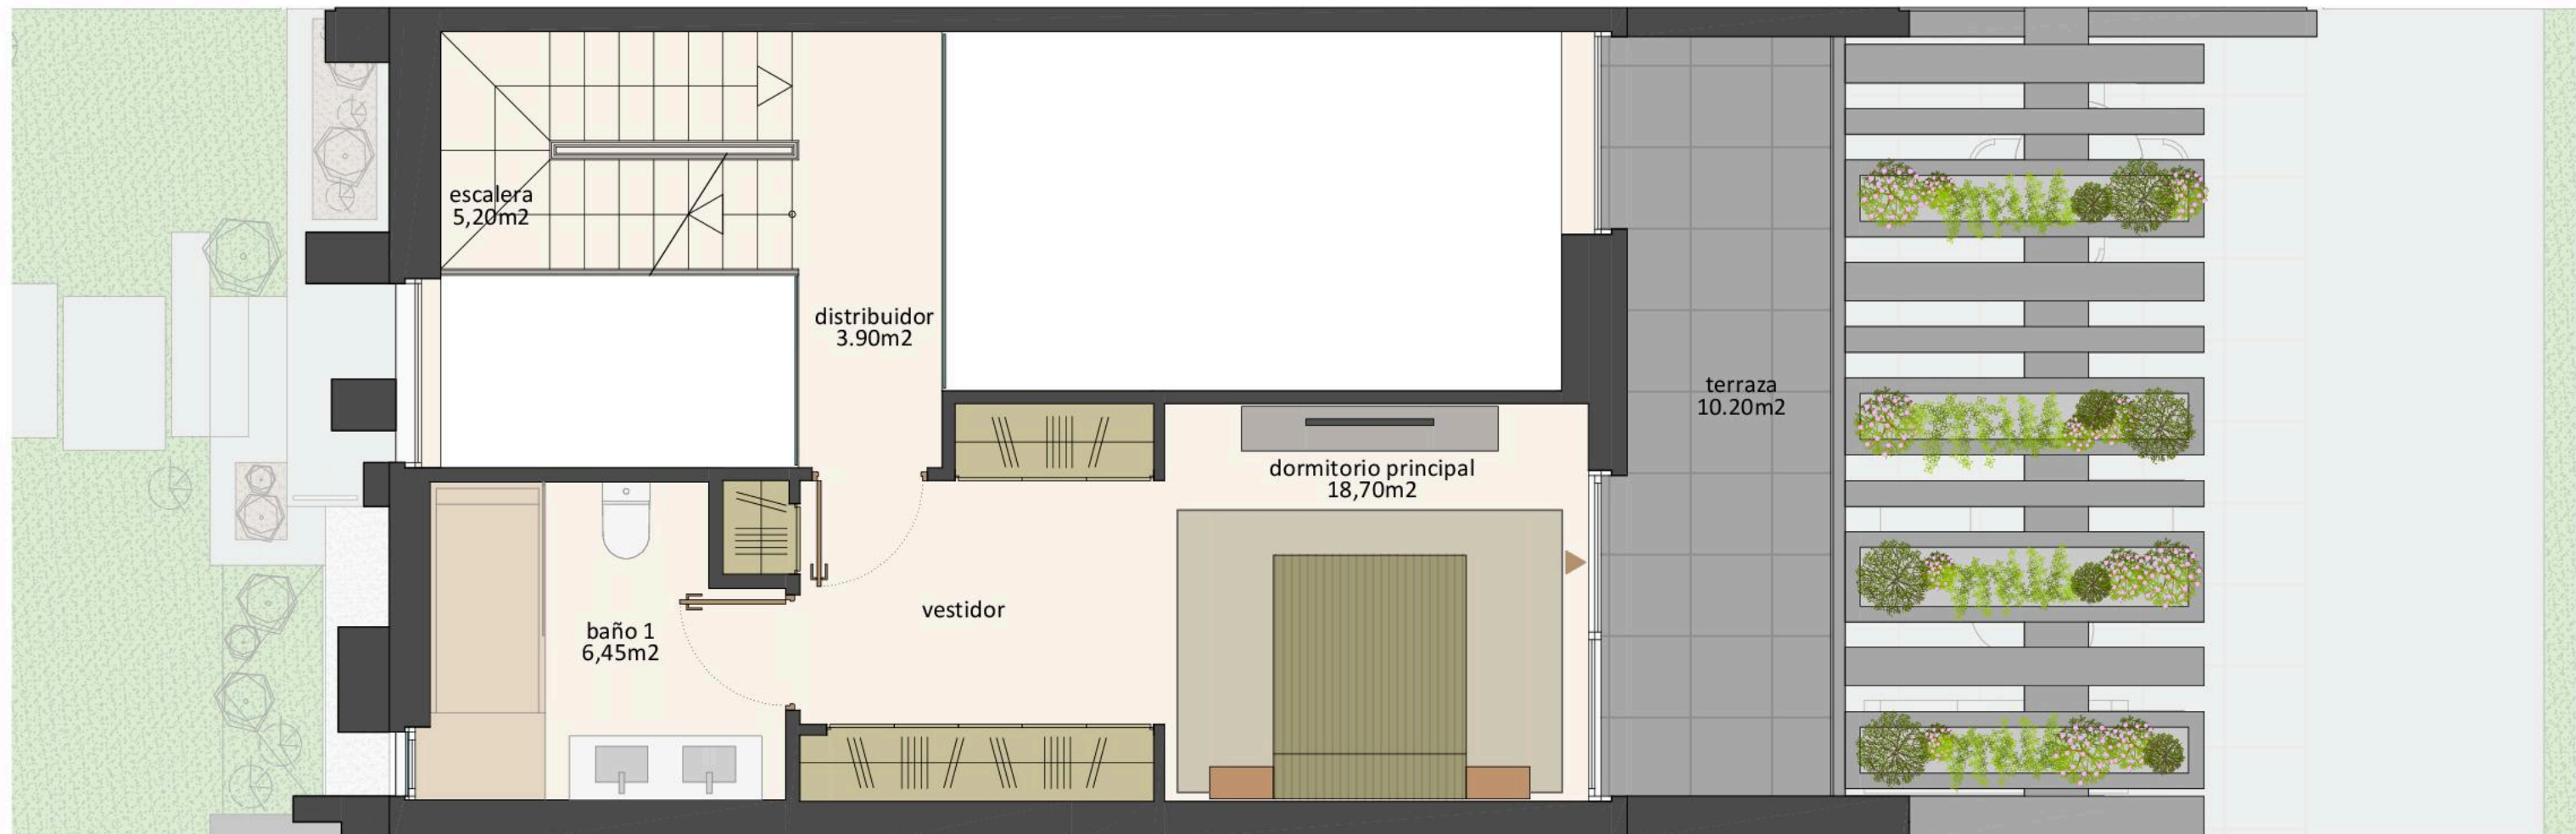 escalera
5,20m2
distribuidor
3.90m2
terraza
10.20m2
dormitorio principal
18,70m2
vestidor
baño 1
6,45m2